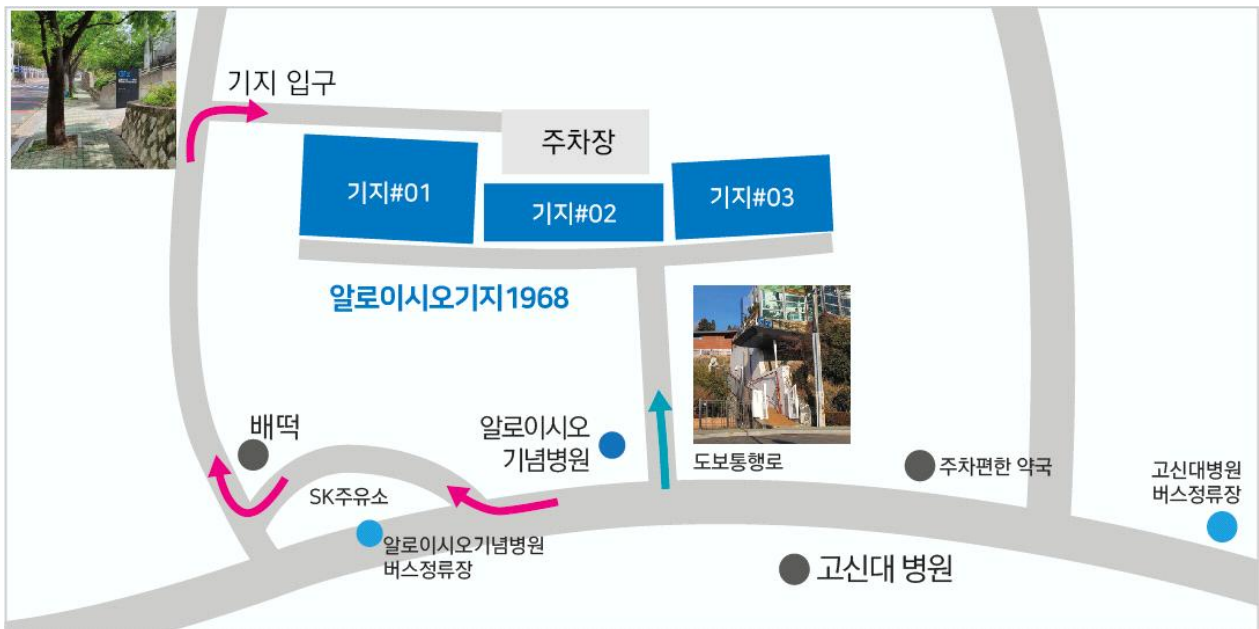 기지 입구
주차장
기지#01
기지#02
기지#03
알로이시오기지1968
배떡
알로이시오
기념병원
도보통행로
주차편한 약국
고신대병원
버스정류장
SK주유소
알로이시오기념병원
버스정류장
고신대 병원